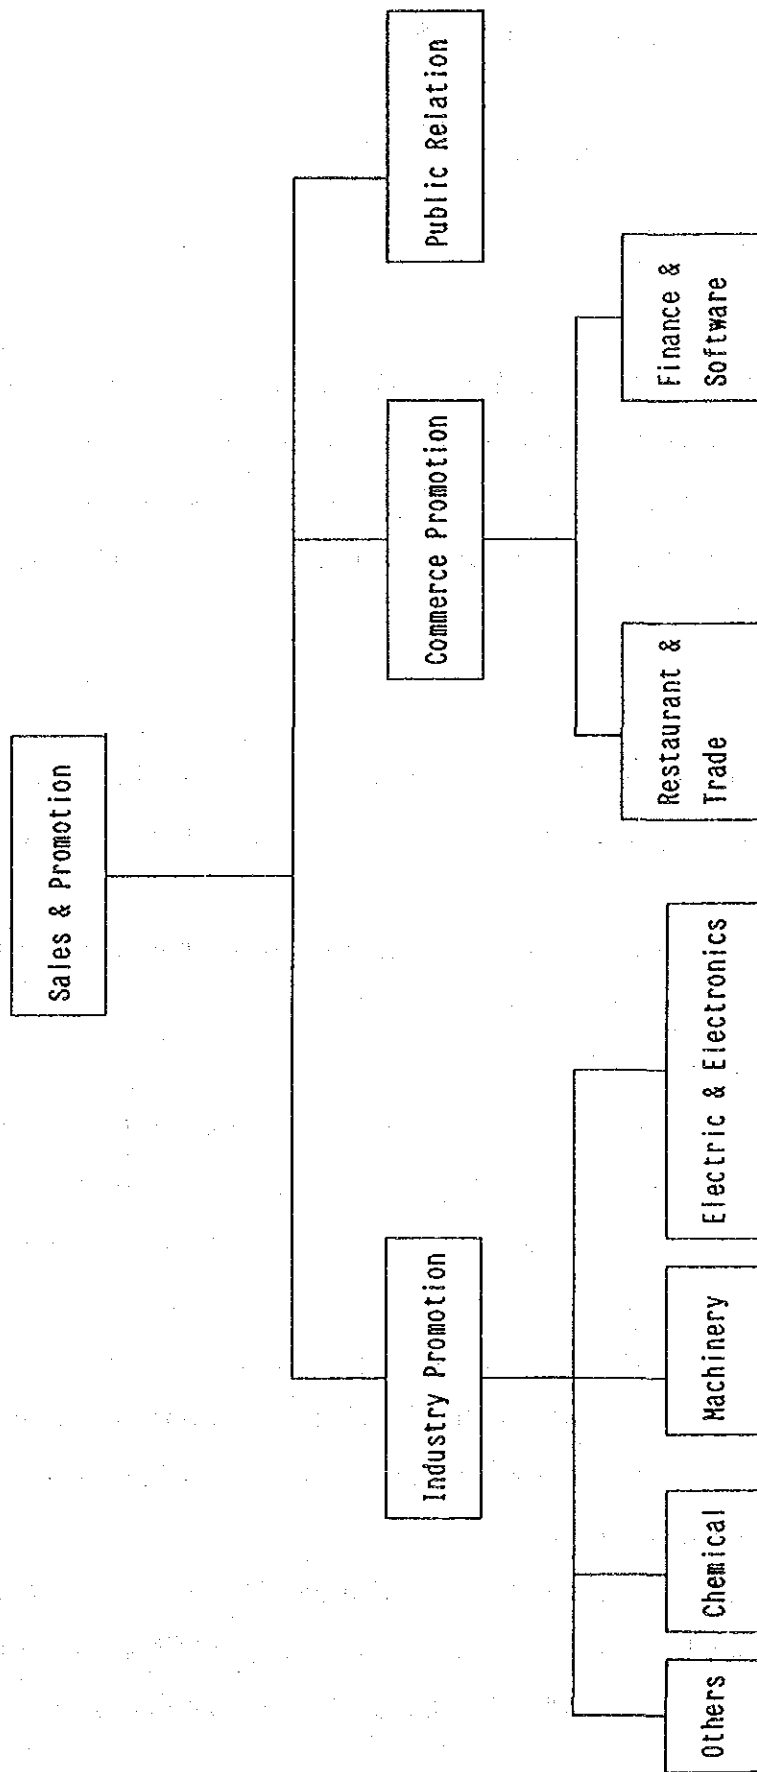 Sales & Promotion
Industry Promotion
Commerce Promotion
Public Relation
Others
Chemical
Machinery
Electric & Electronics
Restaurant &
Trade
Finance &
Software